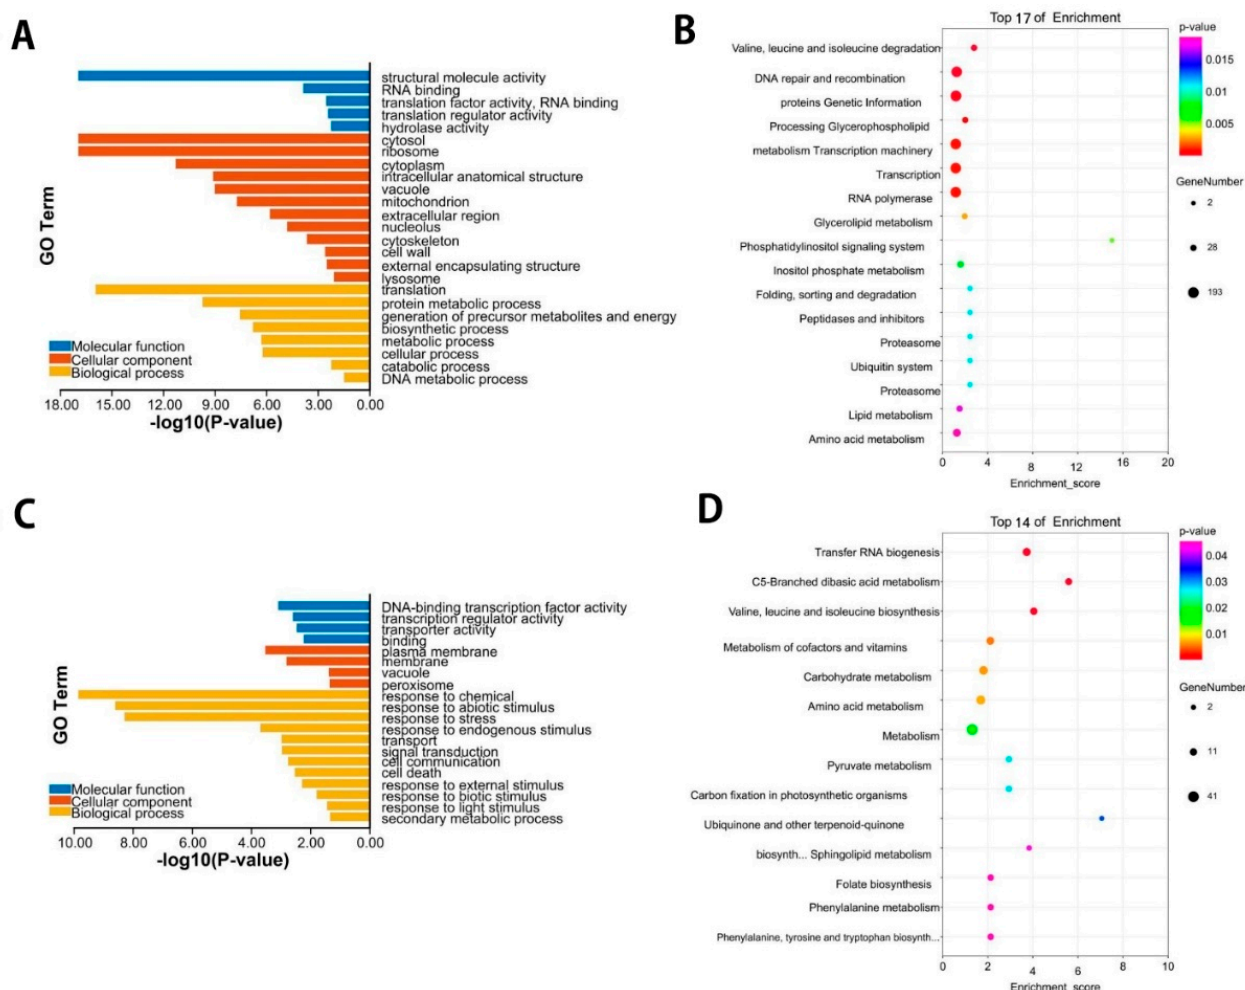 A
structural molecule activity
RNA binding
translation factor activity, RNA binding
translation regulator activity
hydrolase activity
cytosol
ribosome
cytoplasm
intracellular anatomical structure
vacuole
mitochondrion
extracellular region
nucleolus
cytoskeleton
cell wall
external encapsulating structure
lysosome
translation
protein metabolic process
generation of precursor metabolites and energy
biosynthetic process
metabolic process
cellular process
catabolic process
DNA metabolic process
GO Term
Molecular function
Cellular component
Biological process
18.00 15.00 12.00 9.00 6.00 3.00 0.00
-log10(P-value)
B
Top 17 of Enrichment
Valine, leucine and isoleucine degradation
DNA repair and recombination
proteins Genetic Information
Processing Glycerophospholipid
metabolism Transcription machinery
Transcription
RNA polymerase
Glycerolipid metabolism
Phosphatidylinositol signaling system
Inositol phosphate metabolism
Folding, sorting and degradation
Peptidases and inhibitors
Proteasome
Ubiquitin system
Proteasome
Lipid metabolism
Amino acid metabolism
0 4 8 12 16 20
Enrichment_score
p-value
0.015
0.01
0.005
GeneNumber
2
28
193
C
DNA-binding transcription factor activity
transcription regulator activity
transporter activity
binding
plasma membrane
membrane
vacuole
peroxisome
response to chemical
response to abiotic stimulus
response to stress
response to endogenous stimulus
transport
signal transduction
cell communication
cell death
response to external stimulus
response to biotic stimulus
response to light stimulus
secondary metabolic process
GO Term
Molecular function
Cellular component
Biological process
10.00 8.00 6.00 4.00 2.00 0.00
-log10(P-value)
D
Top 14 of Enrichment
Transfer RNA biogenesis
C5-Branched dibasic acid metabolism
Valine, leucine and isoleucine biosynthesis
Metabolism of cofactors and vitamins
Carbohydrate metabolism
Amino acid metabolism
Metabolism
Pyruvate metabolism
Carbon fixation in photosynthetic organisms
Ubiquinone and other terpenoid-quinone
biosynth... Sphingolipid metabolism
Folate biosynthesis
Phenylalanine metabolism
Phenylalanine, tyrosine and tryptophan biosynth...
0 2 4 6 8 10
Enrichment_score
p-value
0.04
0.03
0.02
0.01
GeneNumber
2
11
41